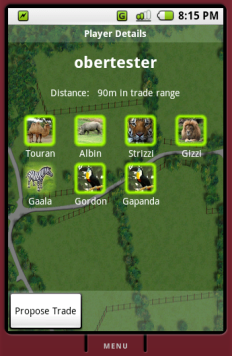 8:15 PM
Player Details
obertester
Distance: 90m in trade range
Touran Albin Strizzi Gizzi
Gaala Gordon Gapanda
Propose Trade
MENU